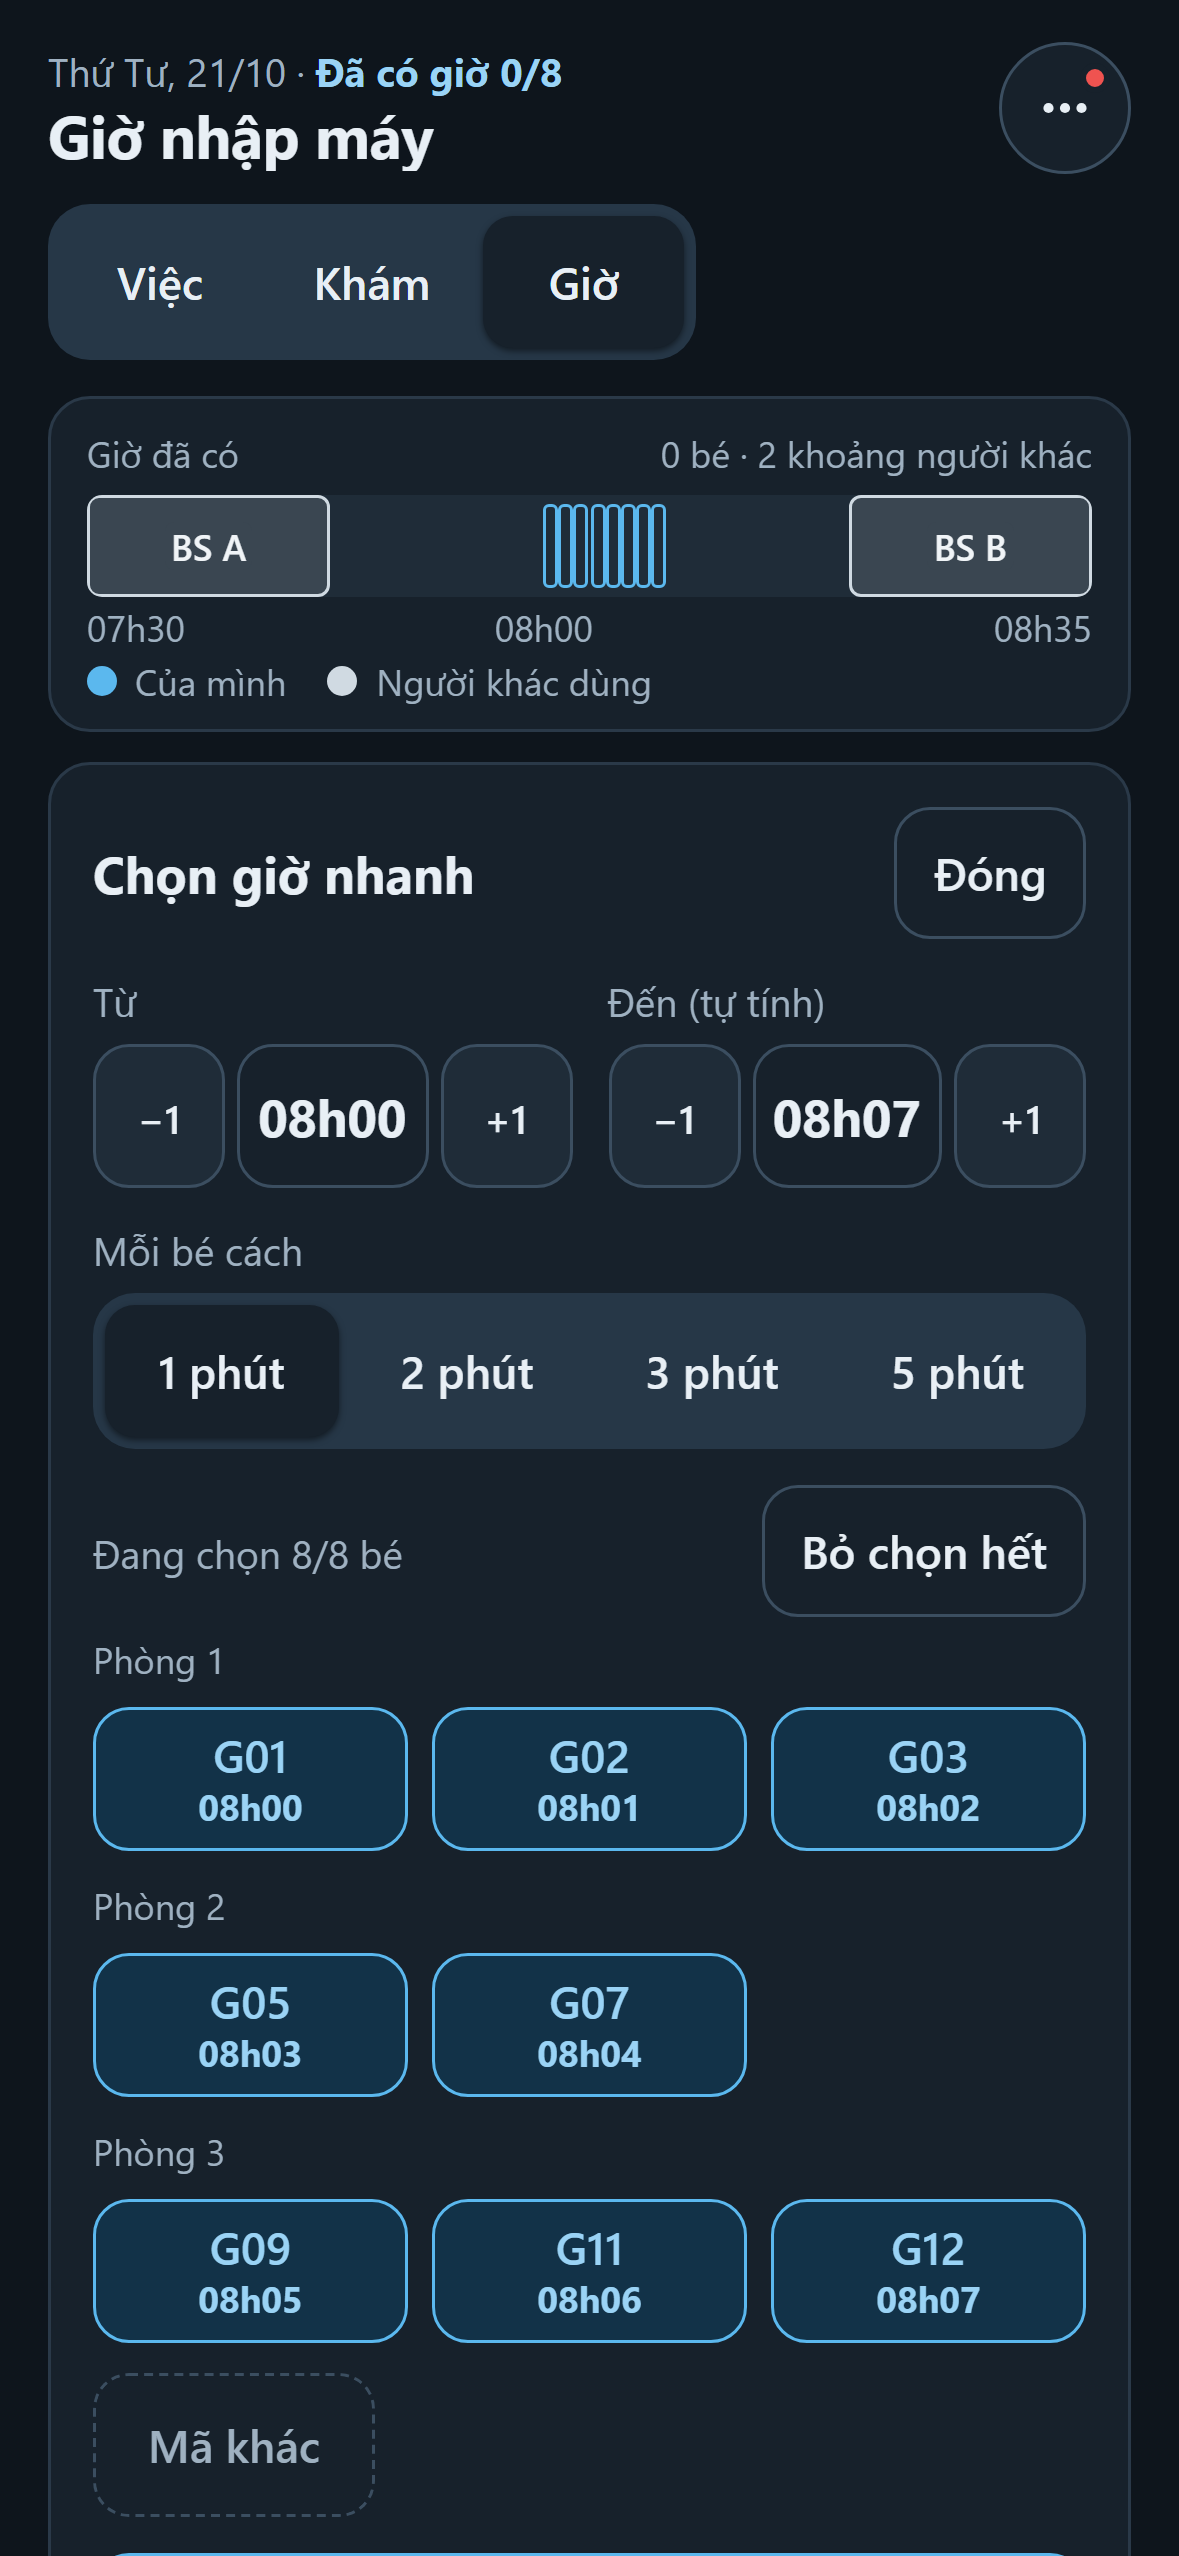 Thứ Tư, 21/10 · Đã có giờ 0/8
Giờ nhập máy
Việc Khám Giờ
Giờ đã có 0 bé · 2 khoảng người khác
BS A BS B
07h30 08h00 08h35
Của mình Người khác dùng
Chọn giờ nhanh Đóng
Từ Đến (tự tính)
−1 08h00 +1 −1 08h07 +1
Mỗi bé cách
1 phút 2 phút 3 phút 5 phút
Đang chọn 8/8 bé Bỏ chọn hết
Phòng 1
G01 G02 G03
08h00 08h01 08h02
Phòng 2
G05 G07
08h03 08h04
Phòng 3
G09 G11 G12
08h05 08h06 08h07
Mã khác